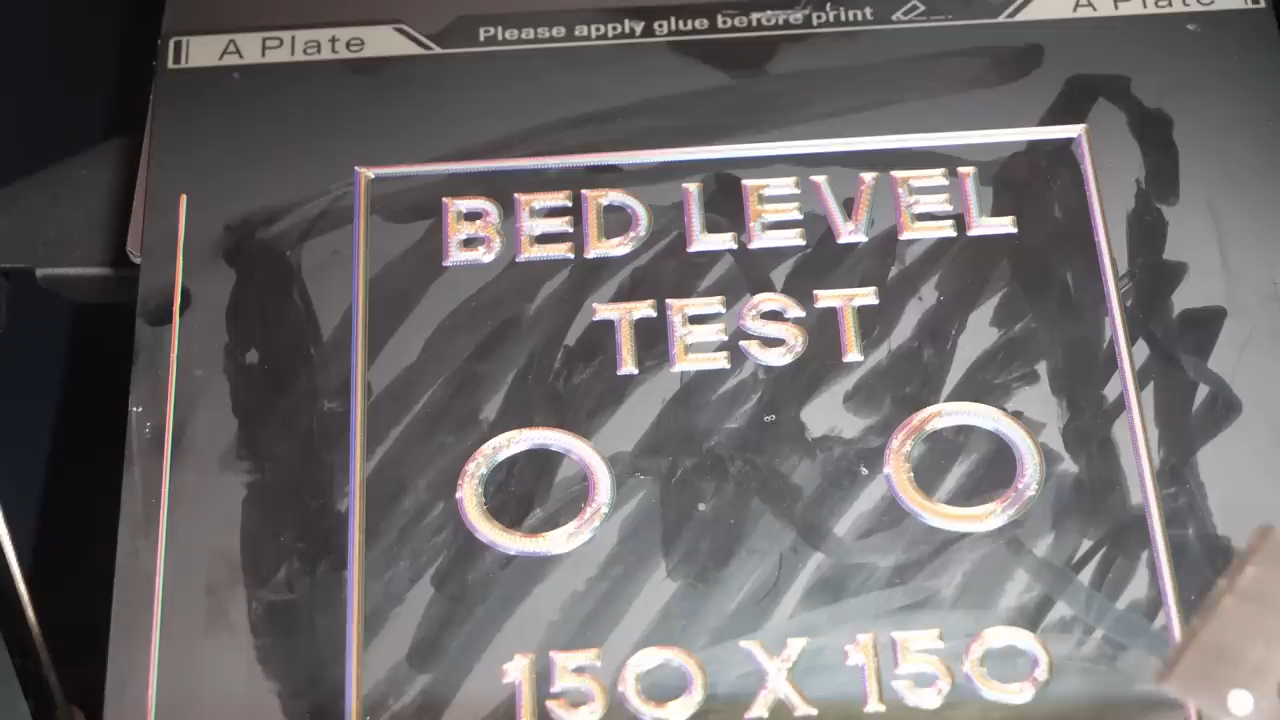 A Plate
Please apply glue before print
A Plate
BED LEVEL
TEST
150 X 150